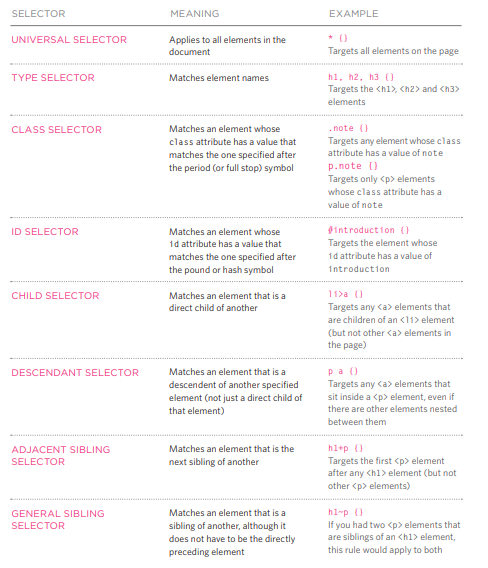 SELECTOR
MEANING
EXAMPLE
UNIVERSAL SELECTOR
Applies to all elements in the
document
* {}
Targets all elements on the page
TYPE SELECTOR
Matches element names
h1, h2, h3 {}
Targets the <h1>, <h2> and <h3>
elements
CLASS SELECTOR
Matches an element whose
class attribute has a value that
matches the one specified after
the period (or full stop) symbol
.note {}
Targets any element whose class
attribute has a value of note
p.note {}
Targets only <p> elements
whose class attribute has a
value of note
ID SELECTOR
Matches an element whose
id attribute has a value that
matches the one specified after
the pound or hash symbol
#introduction {}
Targets the element whose
id attribute has a value of
introduction
CHILD SELECTOR
Matches an element that is a
direct child of another
li>a {}
Targets any <a> elements that
are children of an <li> element
(but not other <a> elements in
the page)
DESCENDANT SELECTOR
Matches an element that is a
descendent of another specified
element (not just a direct child of
that element)
p a {}
Targets any <a> elements that
sit inside a <p> element, even if
there are other elements nested
between them
ADJACENT SIBLING
SELECTOR
Matches an element that is the
next sibling of another
h1+p {}
Targets the first <p> element
after any <h1> element (but not
other <p> elements)
GENERAL SIBLING
SELECTOR
Matches an element that is a
sibling of another, although it
does not have to be the directly
preceding element
h1~p {}
If you had two <p> elements that
are siblings of an <h1> element,
this rule would apply to both